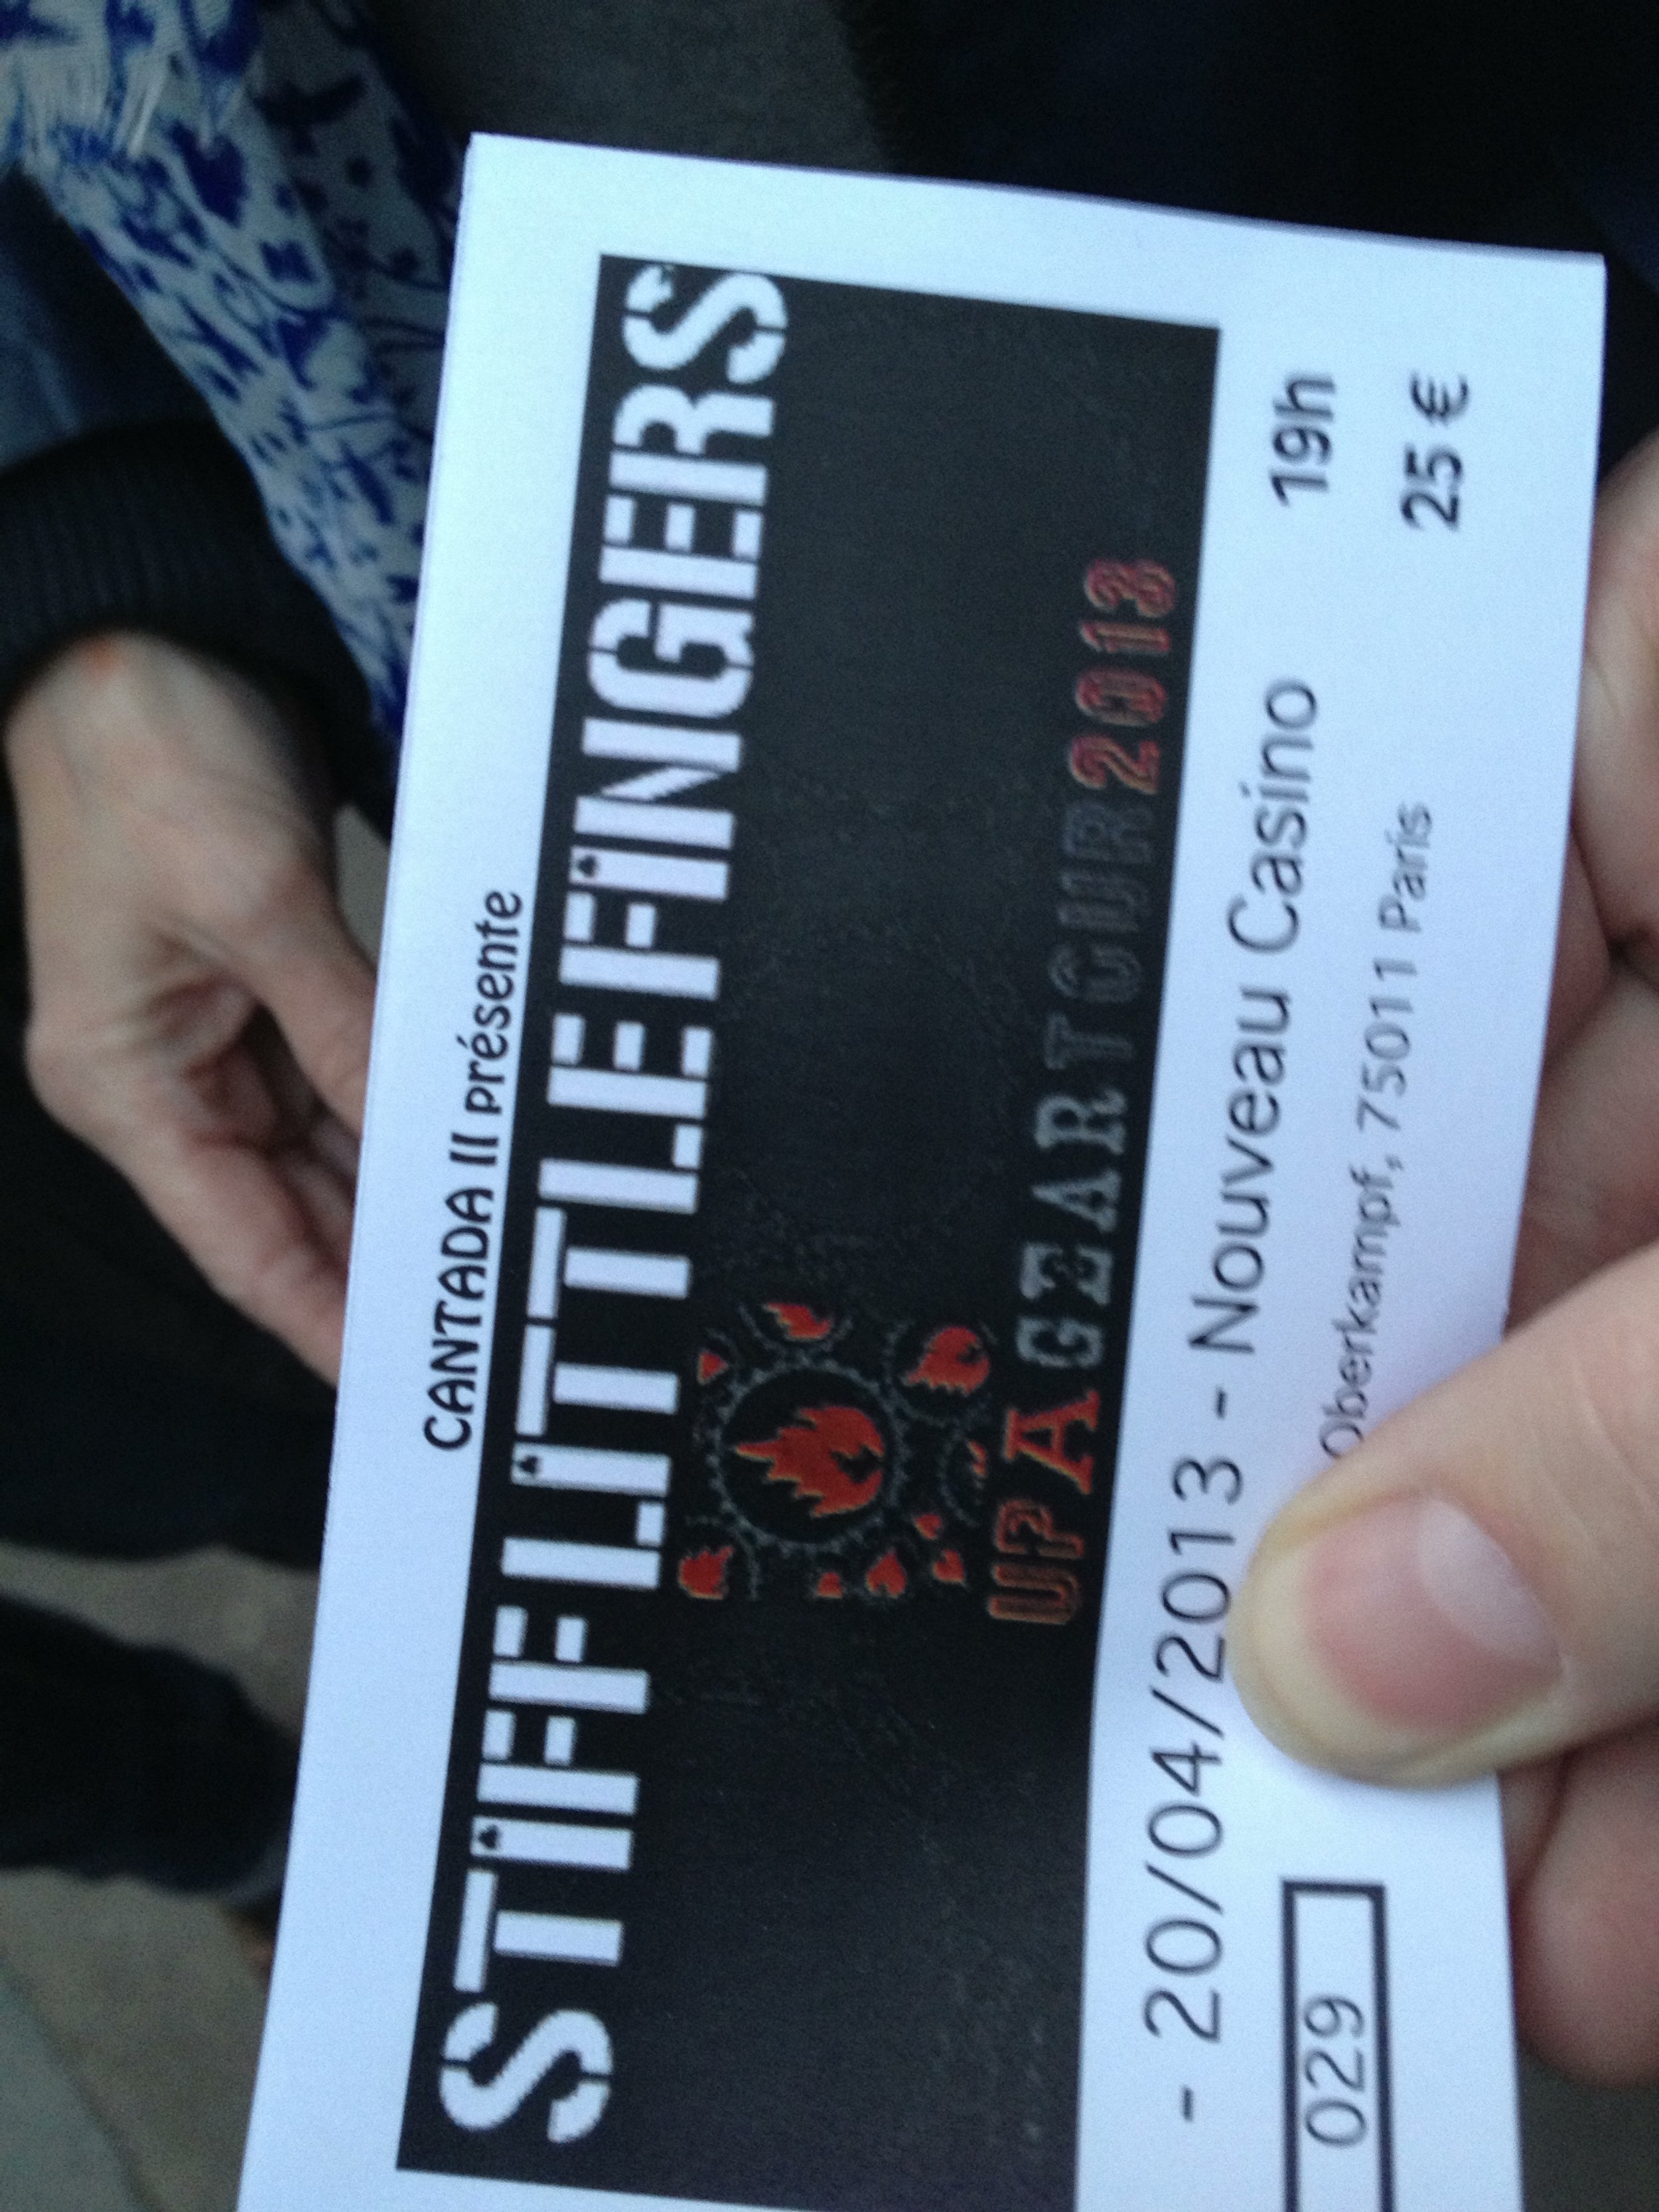 CANTADA II présente
STIFF LITTLE FINGERS
UP A GEAR TOUR 2013
- 20/04/2013 - Nouveau Casino 19h
029 Oberkampf, 75011 Paris 25 €